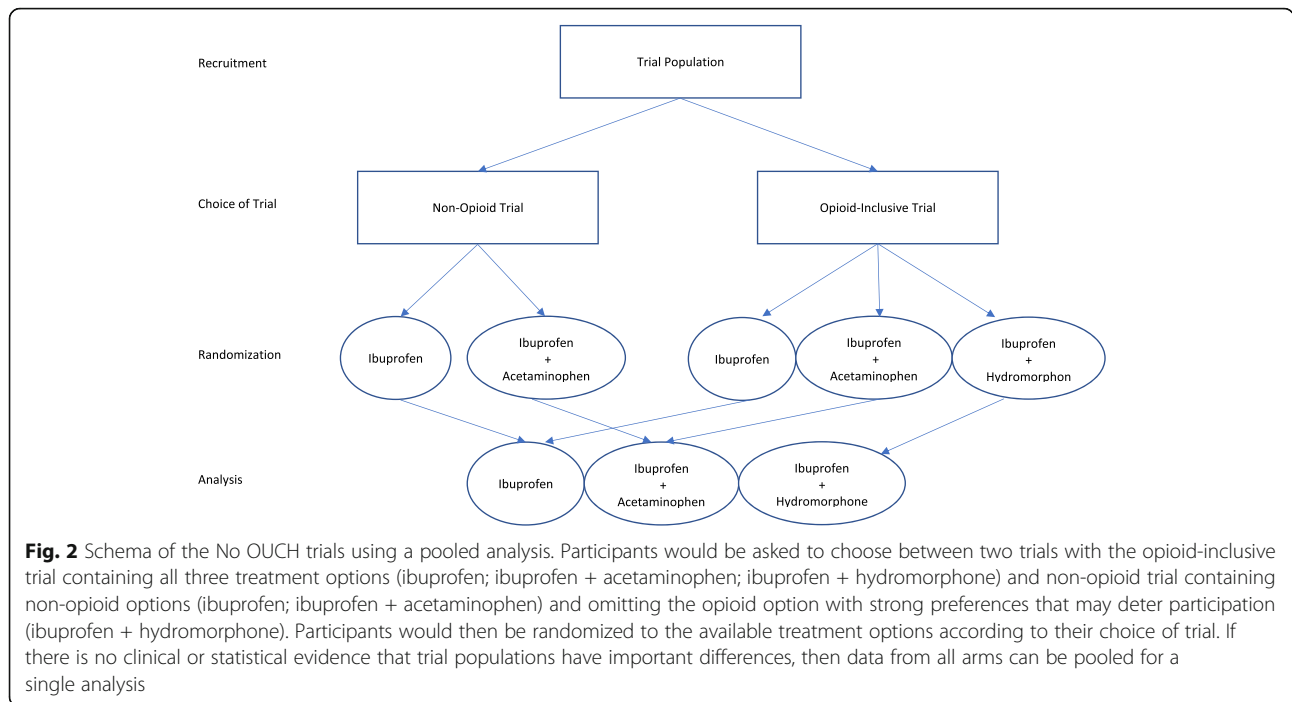 Recruitment
Trial Population
Choice of Trial
Non-Opioid Trial
Opioid-Inclusive Trial
Randomization
Ibuprofen
Ibuprofen
+
Acetaminophen
Ibuprofen
Ibuprofen
+
Acetaminophen
Ibuprofen
+
Hydromorphon
Analysis
Ibuprofen
Ibuprofen
+
Acetaminophen
Ibuprofen
+
Hydromorphone
Fig. 2 Schema of the No OUCH trials using a pooled analysis. Participants would be asked to choose between two trials with the opioid-inclusive
trial containing all three treatment options (ibuprofen; ibuprofen + acetaminophen; ibuprofen + hydromorphone) and non-opioid trial containing
non-opioid options (ibuprofen; ibuprofen + acetaminophen) and omitting the opioid option with strong preferences that may deter participation
(ibuprofen + hydromorphone). Participants would then be randomized to the available treatment options according to their choice of trial. If
there is no clinical or statistical evidence that trial populations have important differences, then data from all arms can be pooled for a
single analysis